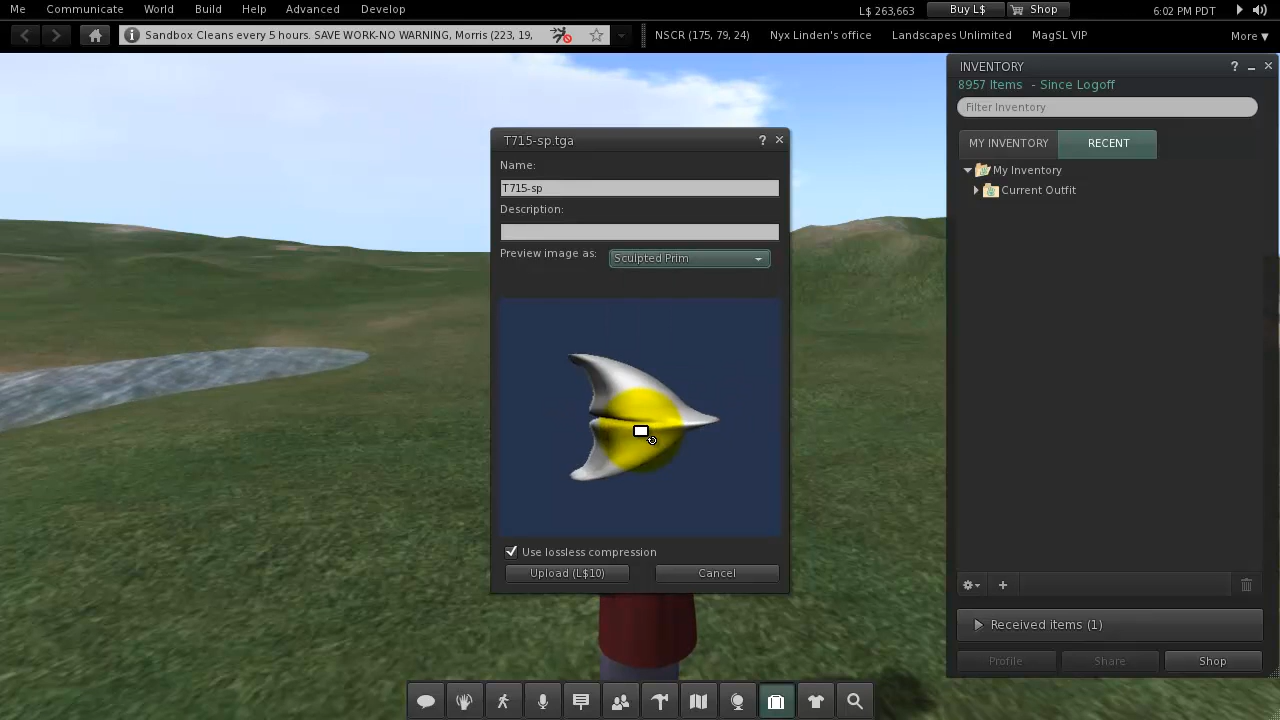 Me Communicate World Build Help Advanced Develop L$ 263,663 Buy L$ Shop 6:02 PM PDT
Sandbox Cleans every 5 hours. SAVE WORK-NO WARNING, Morris (223, 19, NSCR (175, 79, 24) Nyx Linden's office Landscapes Unlimited MagSL VIP More ▼
INVENTORY
8957 Items - Since Logoff
Filter Inventory
MY INVENTORY RECENT
My Inventory
Current Outfit
T715-sp.tga
Name:
T715-sp
Description:
Preview image as: Sculpted Prim
Use lossless compression
Upload (L$10) Cancel
Received items (1)
Profile Share Shop